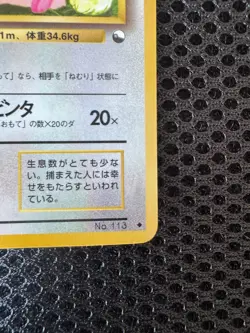 1m、体重34.6kg
て」なら、相手を「ねむり」状態に
ビンタ
おもて」の数×20のダ
20×
生息数がとても少な
い。捕まえた人には幸
せをもたらすといわれ
ている。
No. 113 ◆